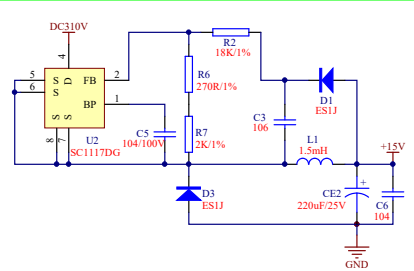 DC310V
R2
18K/1%
4
5
S
D
FB
2
6
S
BP
1
S
S
8
7
U2
SC1117DG
R6
270R/1%
C5
104/100V
R7
2K/1%
C3
106
D1
ES1J
L1
1.5mH
+15V
D3
ES1J
+
CE2
220uF/25V
C6
104
GND